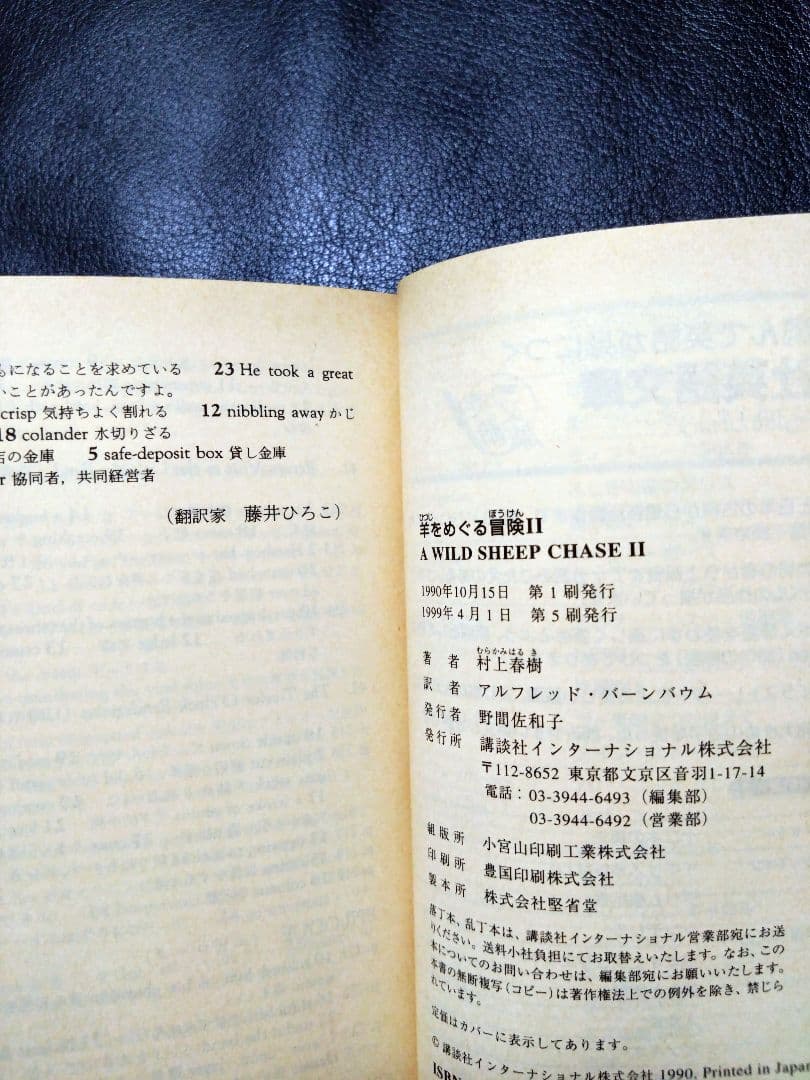 らになることを求めている 23 He took a great
いことがあったんですよ。
crisp 気持ちよく割れる 12 nibbling away かじ
18 colander 水切りざる
店の金庫 5 safe-deposit box 貸し金庫
r 協同者，共同経営者
（翻訳家 藤井ひろこ）
羊をめぐる冒険II
A WILD SHEEP CHASE II
1990年10月15日 第1刷発行
1999年4月1日 第5刷発行
著者 村上春樹
訳者 アルフレッド・バーンバウム
発行者 野間佐和子
発行所 講談社インターナショナル株式会社
〒112-8652 東京都文京区音羽1-17-14
電話：03-3944-6493（編集部）
03-3944-6492（営業部）
組版所 小宮山印刷工業株式会社
印刷所 豊国印刷株式会社
製本所 株式会社堅省堂
落丁本、乱丁本は、講談社インターナショナル営業部宛にお送
りください。送料小社負担にてお取替えいたします。なお、この
本についてのお問い合わせは、編集部宛にお願いいたします。
本書の無断複写（コピー）は著作権法上での例外を除き、禁じら
れています。
定価はカバーに表示してあります。
© 講談社インターナショナル株式会社 1990. Printed in Japa
ISBN